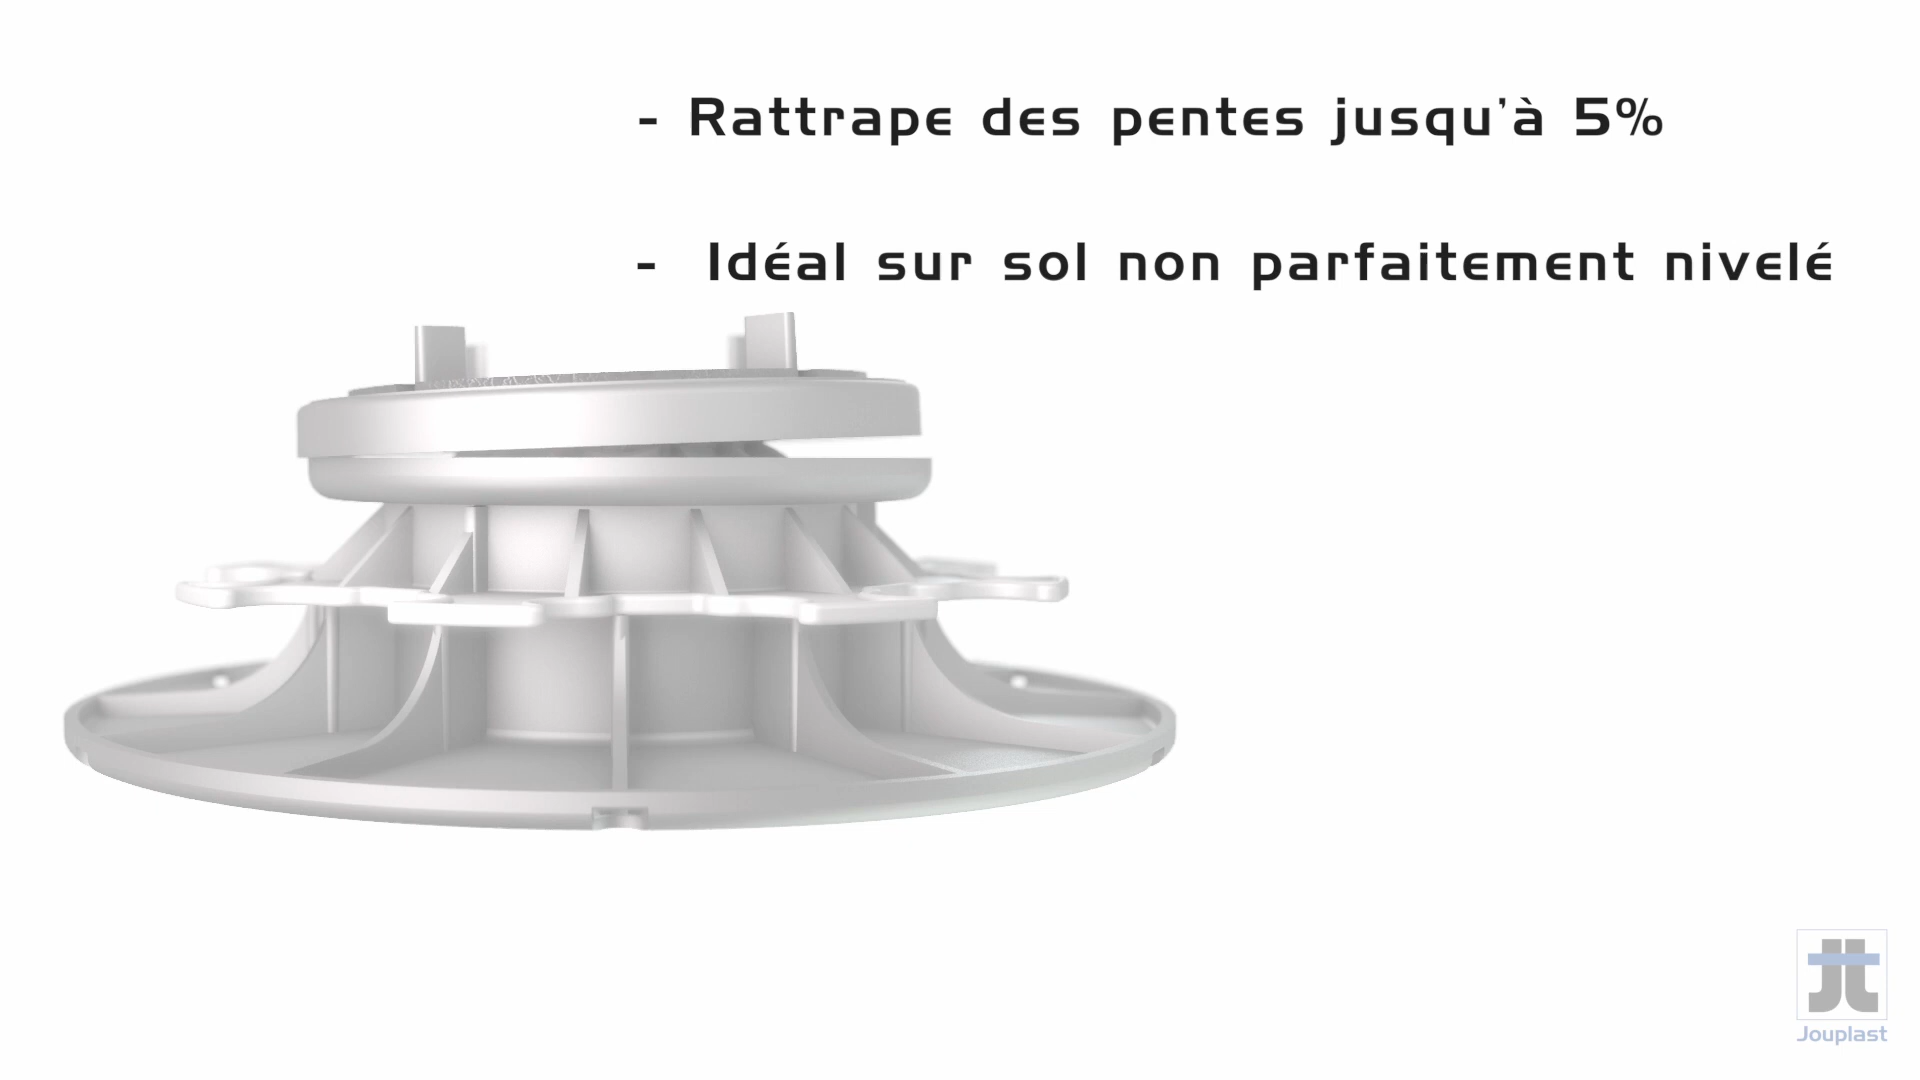 - Rattrape des pentes jusqu'à 5%
- Idéal sur sol non parfaitement nivelé
Jouplast